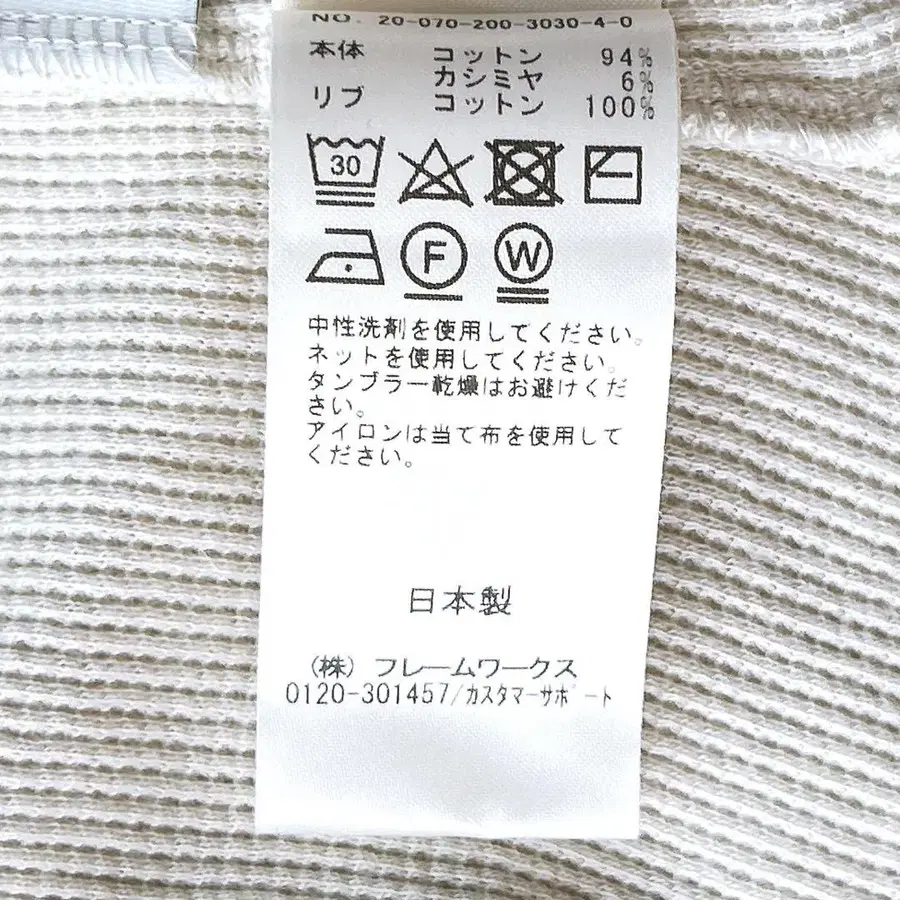 NO. 20-070-200-3030-4-0
本体 コットン 94%
カシミヤ 6%
リブ コットン 100%
30
F W
中性洗剤を使用してください。
ネットを使用してください。
タンブラー乾燥はお避けくだ
さい。
アイロンは当て布を使用して
ください。
日本製
(株) フレームワークス
0120-301457/カスタマーサポート